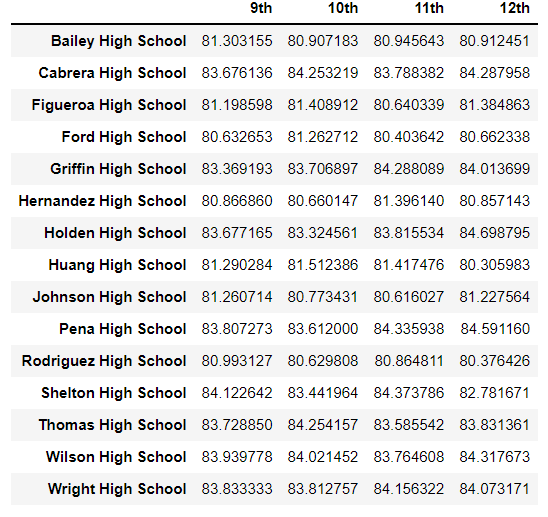 9th 10th 11th 12th
Bailey High School 81.303155 80.907183 80.945643 80.912451
Cabrera High School 83.676136 84.253219 83.788382 84.287958
Figueroa High School 81.198598 81.408912 80.640339 81.384863
Ford High School 80.632653 81.262712 80.403642 80.662338
Griffin High School 83.369193 83.706897 84.288089 84.013699
Hernandez High School 80.866860 80.660147 81.396140 80.857143
Holden High School 83.677165 83.324561 83.815534 84.698795
Huang High School 81.290284 81.512386 81.417476 80.305983
Johnson High School 81.260714 80.773431 80.616027 81.227564
Pena High School 83.807273 83.612000 84.335938 84.591160
Rodriguez High School 80.993127 80.629808 80.864811 80.376426
Shelton High School 84.122642 83.441964 84.373786 82.781671
Thomas High School 83.728850 84.254157 83.585542 83.831361
Wilson High School 83.939778 84.021452 83.764608 84.317673
Wright High School 83.833333 83.812757 84.156322 84.073171